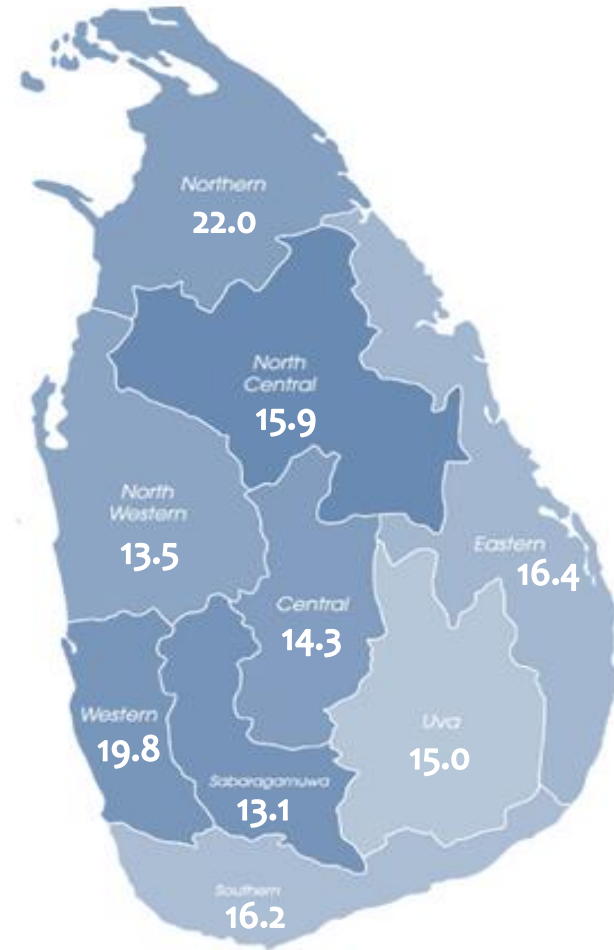 Northern
22.0
North
Central
15.9
North
Western
13.5
Eastern
16.4
Central
14.3
Western
19.8
Uva
15.0
Sabaragamuwa
13.1
Southern
16.2